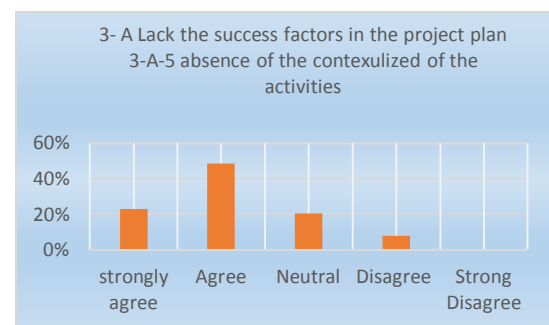 3- A Lack the success factors in the project plan
3-A-5 absence of the contexulized of the
activities
60%
40%
20%
0%
strongly agree
Agree
Neutral
Disagree
Strong Disagree